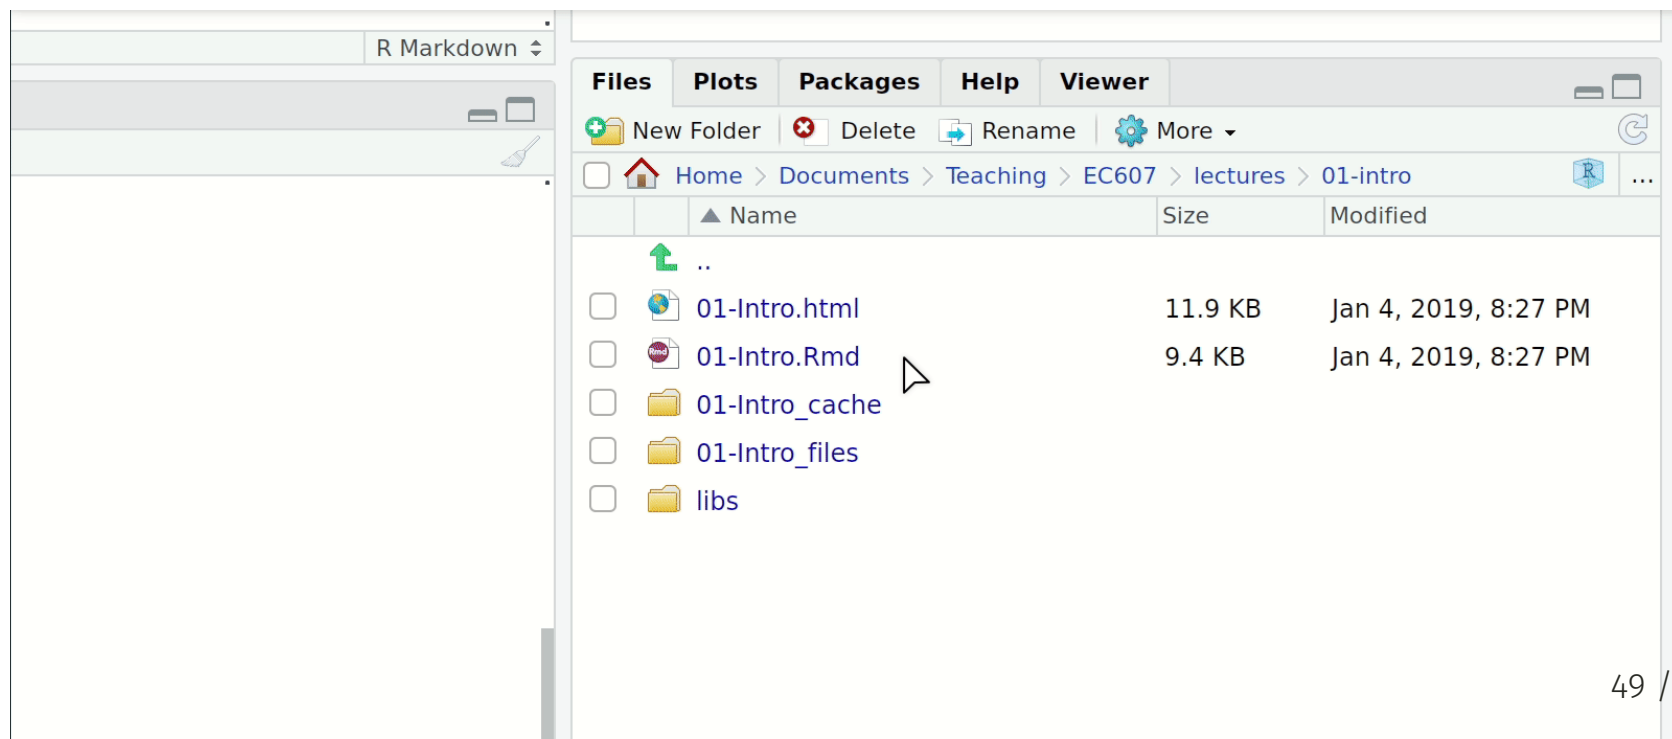 R Markdown
Files Plots Packages Help Viewer
New Folder Delete Rename More
Home > Documents > Teaching > EC607 > lectures > 01-intro R ...
Name Size Modified
..
01-Intro.html 11.9 KB Jan 4, 2019, 8:27 PM
Rmd 01-Intro.Rmd 9.4 KB Jan 4, 2019, 8:27 PM
01-Intro_cache
01-Intro_files
libs
49 /